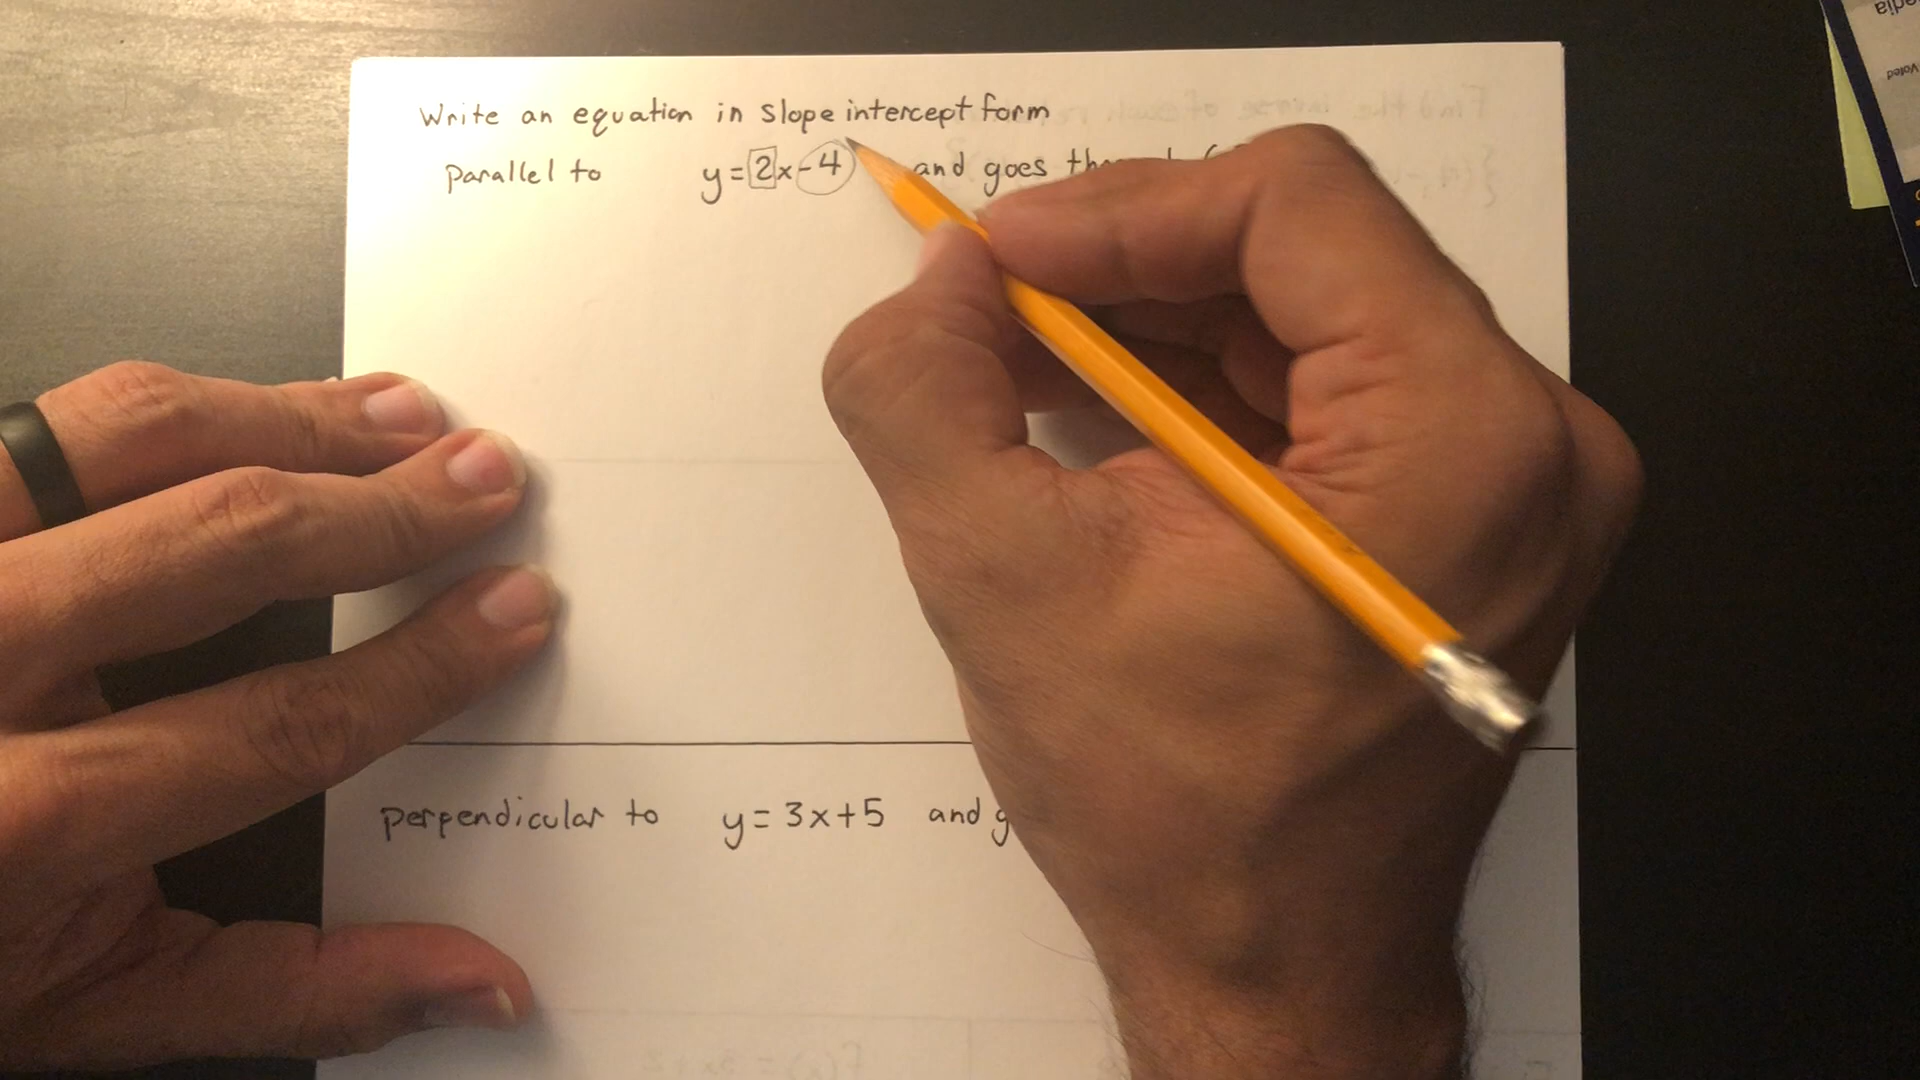 Write an equation in slope intercept form
Parallel to y=2x-4 and goes
perpendicular to y=3x+5 and